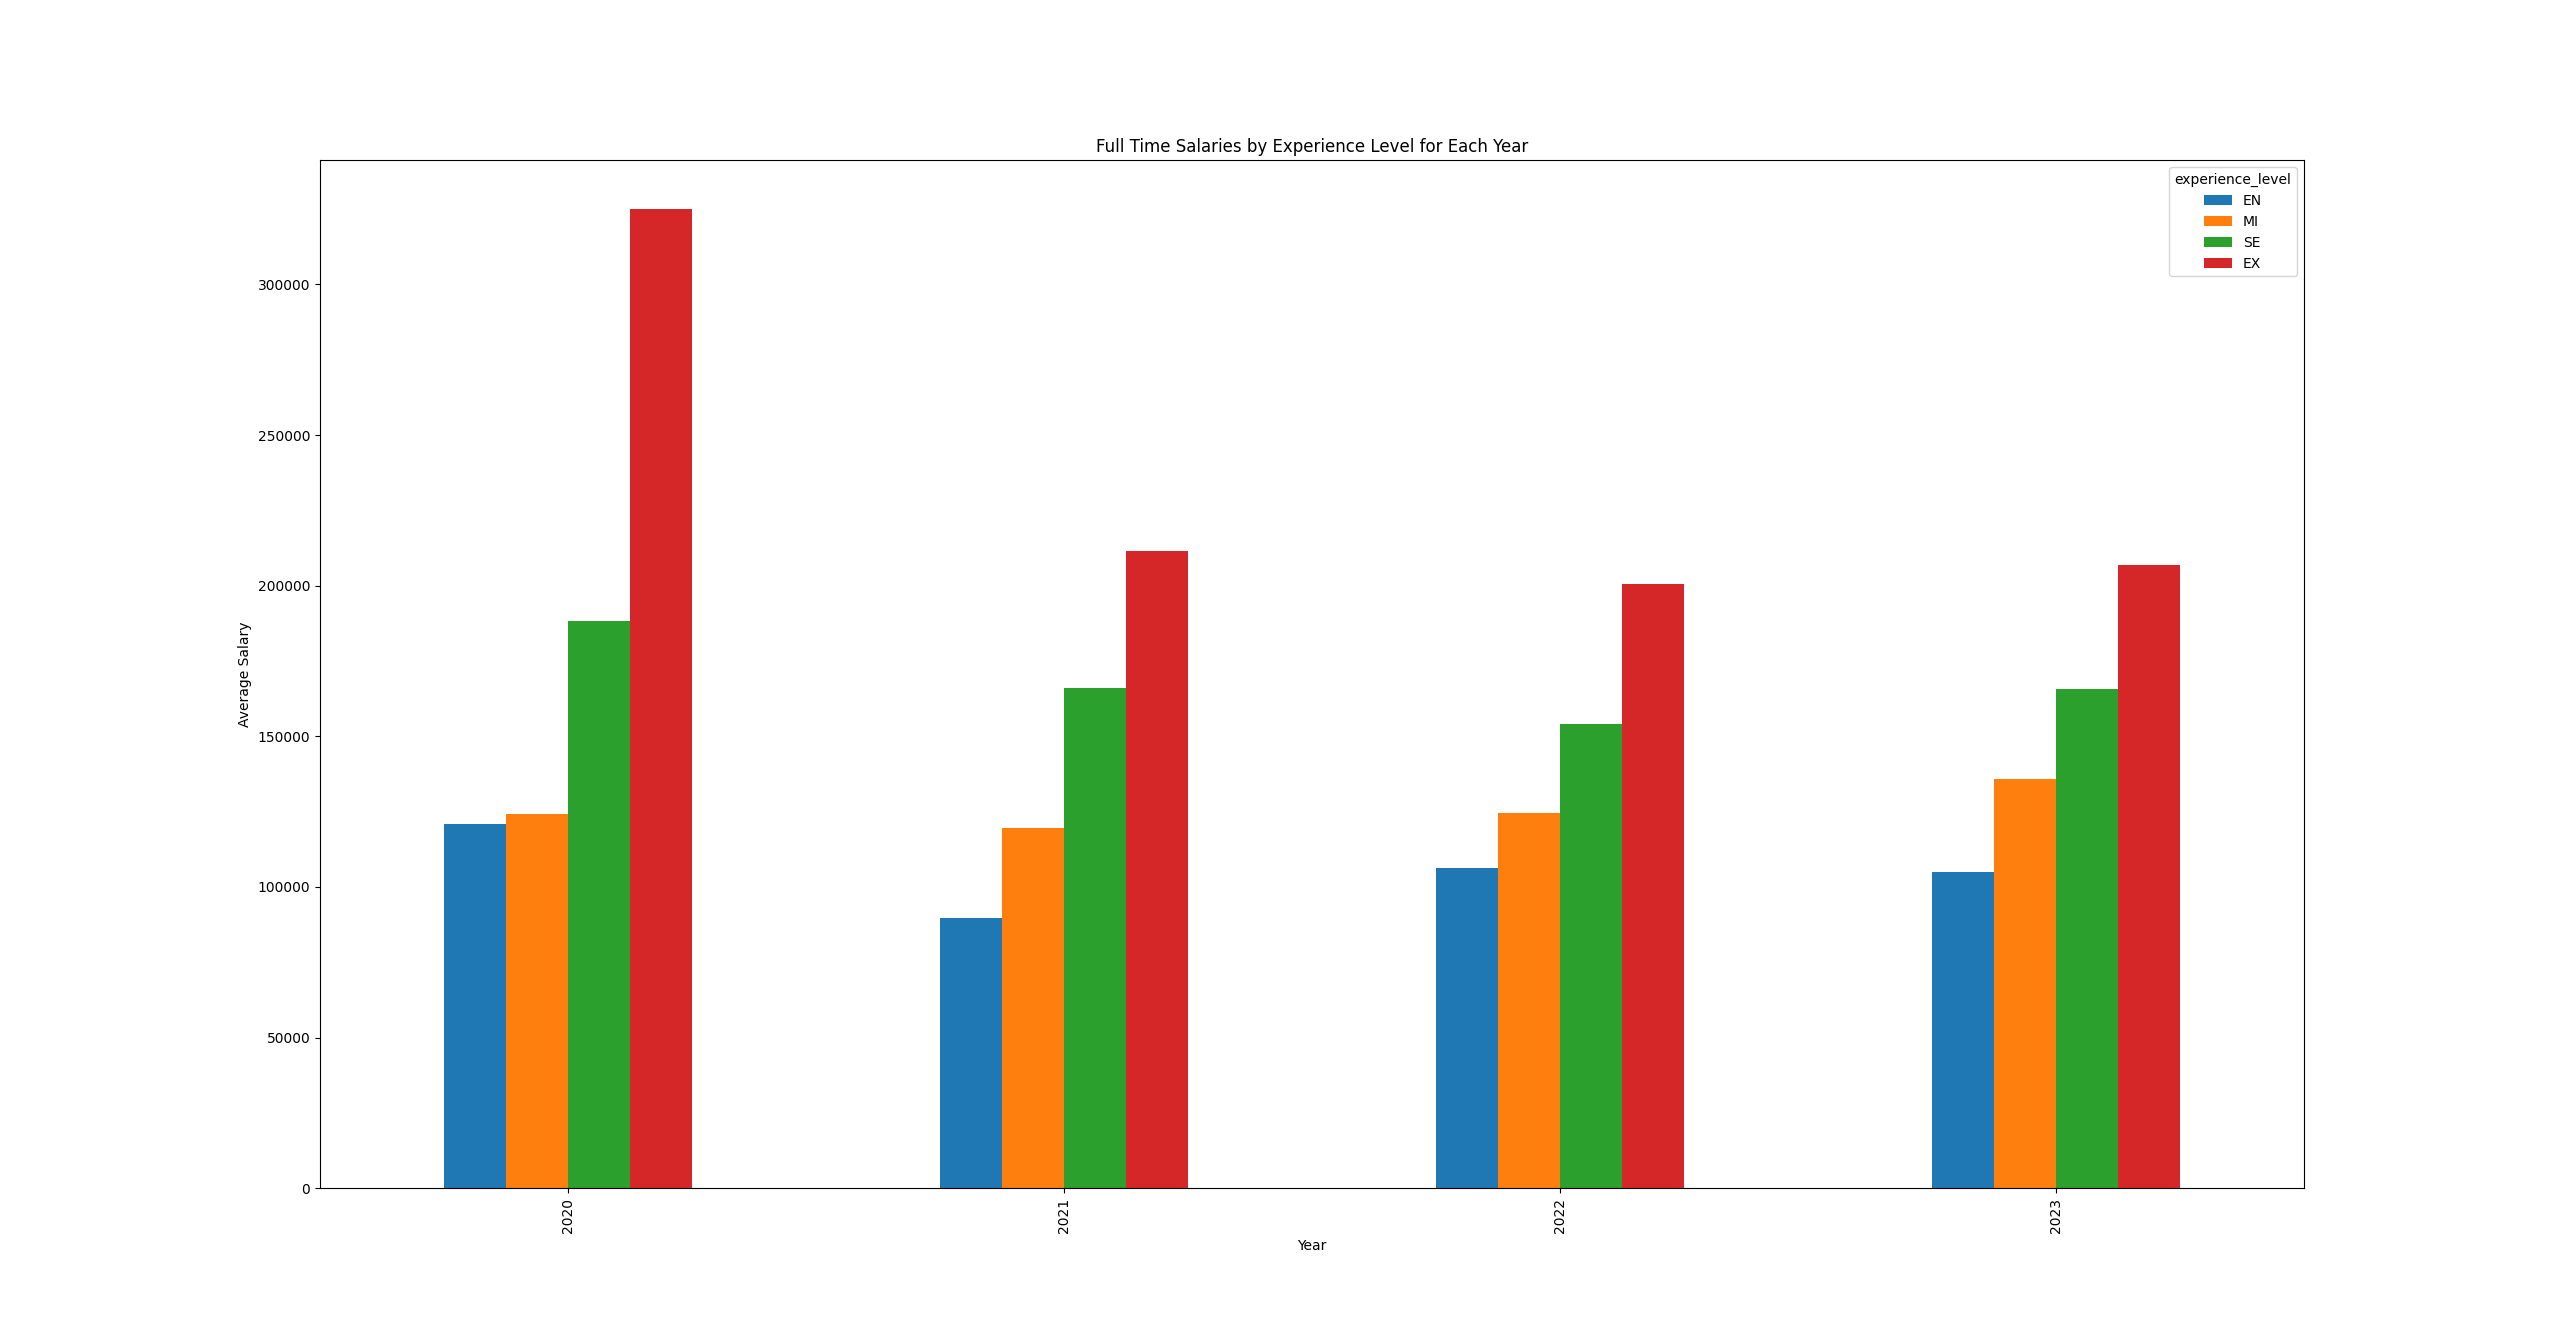 Full Time Salaries by Experience Level for Each Year
experience_level
EN
MI
SE
EX
300000
250000
200000
150000
100000
50000
0
Average Salary
2020
2021
2022
2023
Year